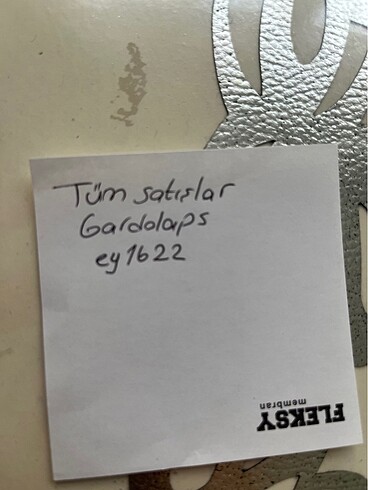 Tüm satışlar
Gardolaps
ey1622
FLEKSY
membran